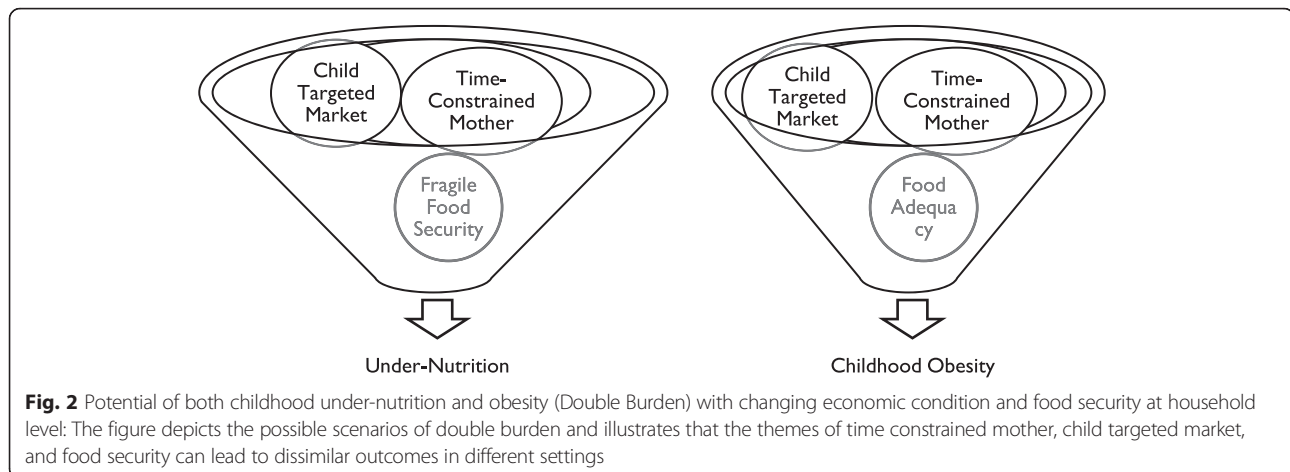 Child
Targeted
Market
Time-
Constrained
Mother
Fragile
Food
Security
Under-Nutrition
Child
Targeted
Market
Time-
Constrained
Mother
Food
Adequa
cy
Childhood Obesity
Fig. 2 Potential of both childhood under-nutrition and obesity (Double Burden) with changing economic condition and food security at household
level: The figure depicts the possible scenarios of double burden and illustrates that the themes of time constrained mother, child targeted market,
and food security can lead to dissimilar outcomes in different settings